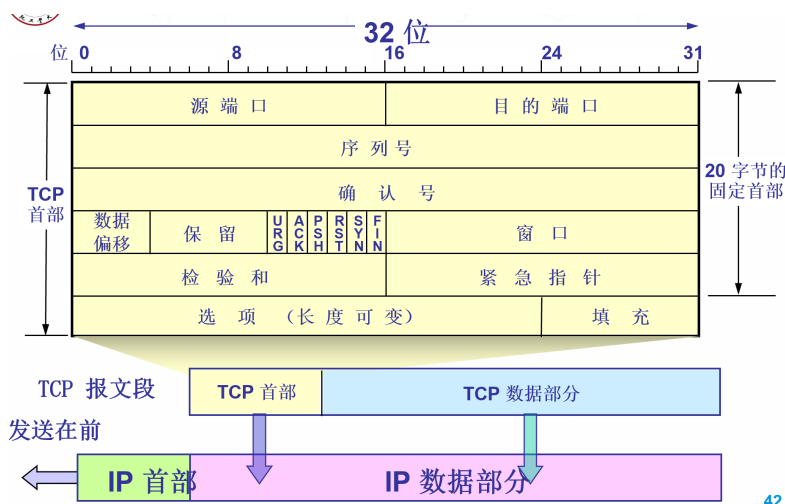 32 位
位 0 8 16 24 31
源 端 口 目 的 端 口
序 列 号
TCP 首部
20 字节的 固定首部
确 认 号
数据 偏移 保 留 URG ACK PSH RST SYN FIN 窗 口
检 验 和 紧 急 指 针
选 项 (长 度 可 变) 填 充
TCP 报文段 TCP 首部 TCP 数据部分
发送在前
IP 首部 IP 数据部分
42